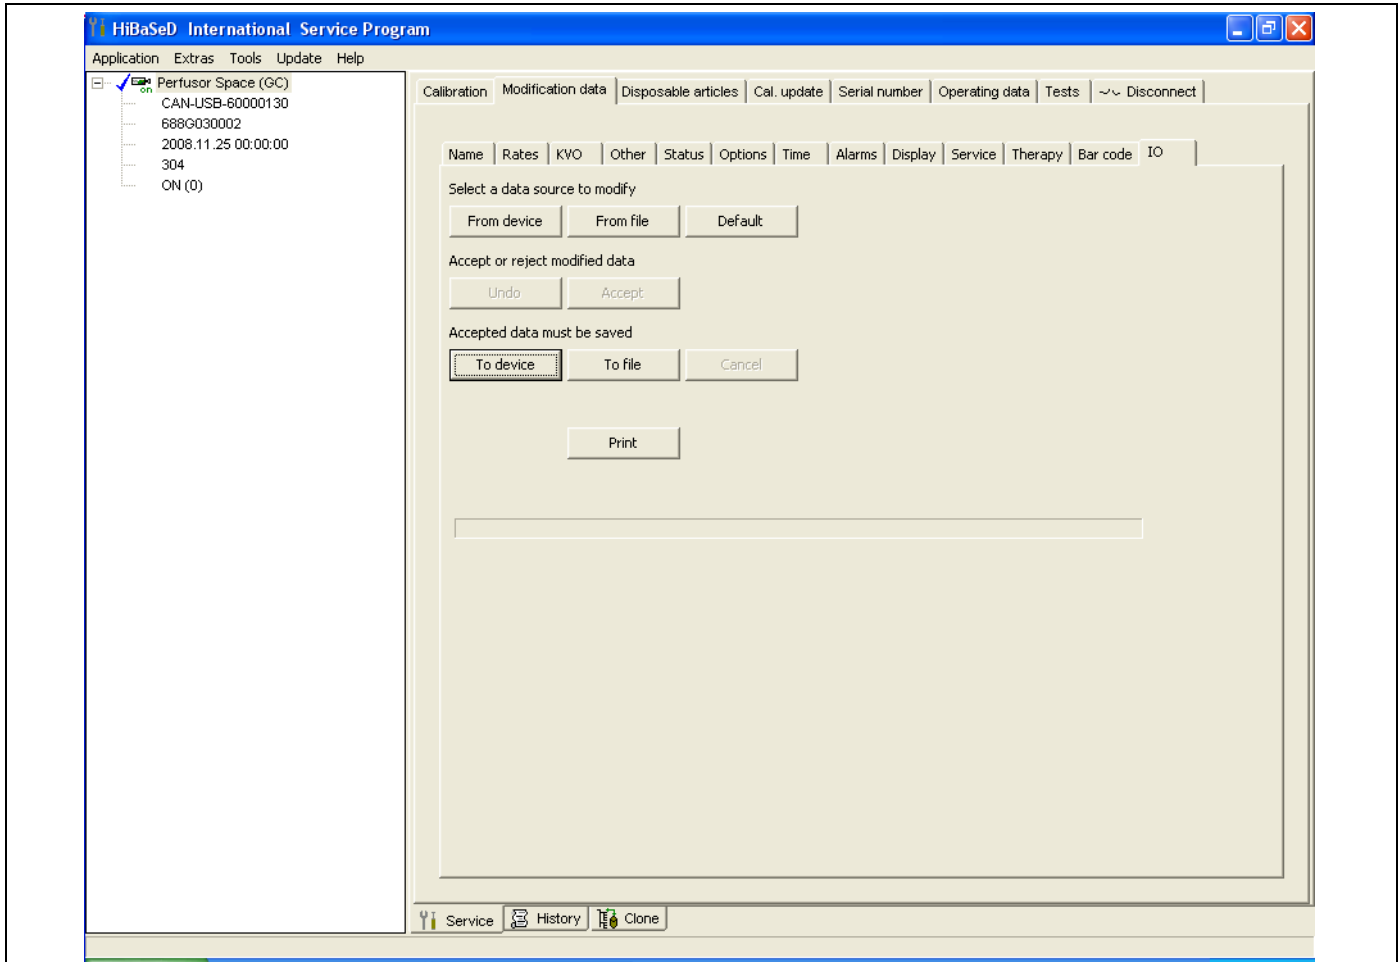 HiBaSeD International Service Program
Application Extras Tools Update Help
Perfusor Space (GC)
on
CAN-USB-60000130
688G030002
2008.11.25 00:00:00
304
ON (0)
Calibration Modification data Disposable articles Cal. update Serial number Operating data Tests Disconnect
Name Rates KVO Other Status Options Time Alarms Display Service Therapy Bar code IO
Select a data source to modify
From device From file Default
Accept or reject modified data
Undo Accept
Accepted data must be saved
To device To file Cancel
Print
Service History Clone